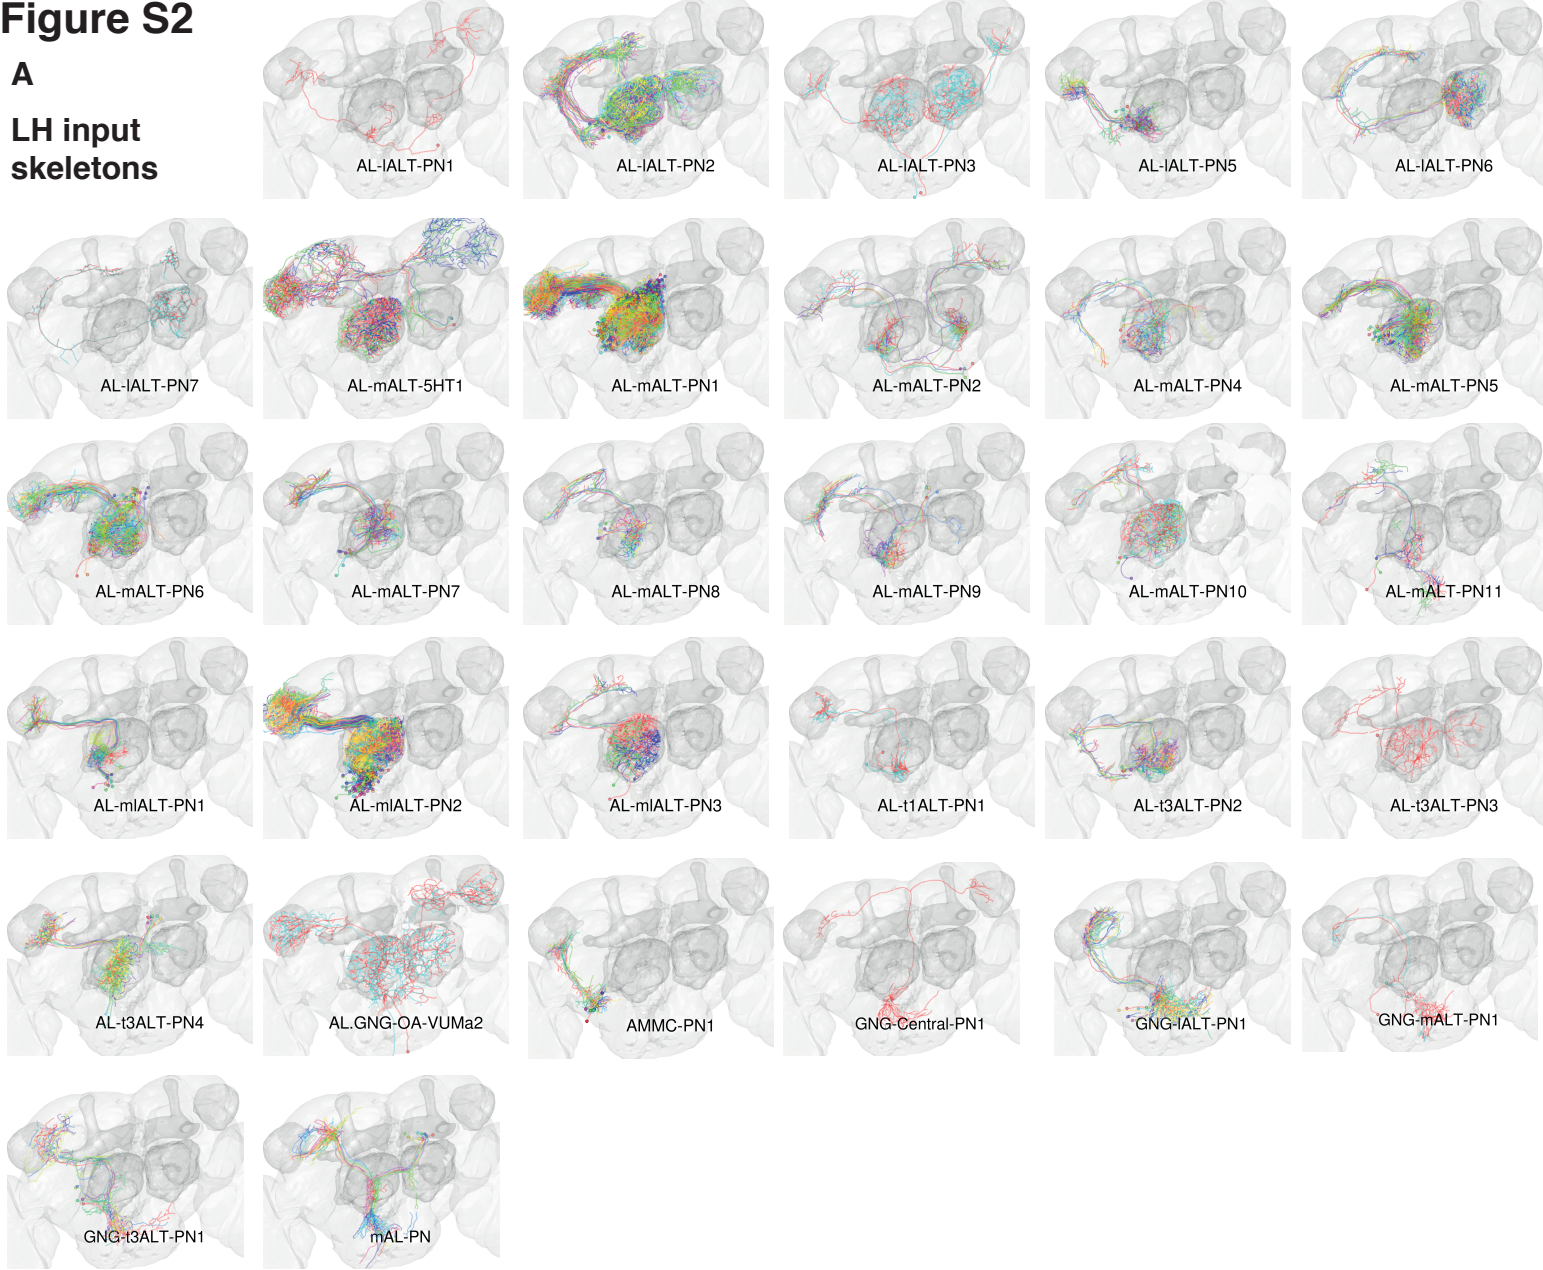 Figure S2
A
LH input
skeletons
AL-lALT-PN1
AL-lALT-PN2
AL-lALT-PN3
AL-lALT-PN5
AL-lALT-PN6
AL-lALT-PN7
AL-mALT-5HT1
AL-mALT-PN1
AL-mALT-PN2
AL-mALT-PN4
AL-mALT-PN5
AL-mALT-PN6
AL-mALT-PN7
AL-mALT-PN8
AL-mALT-PN9
AL-mALT-PN10
AL-mALT-PN11
AL-mlALT-PN1
AL-mlALT-PN2
AL-mlALT-PN3
AL-t1ALT-PN1
AL-t3ALT-PN2
AL-t3ALT-PN3
AL-t3ALT-PN4
AL.GNG-OA-VUMa2
AMMC-PN1
GNG-Central-PN1
GNG-lALT-PN1
GNG-mALT-PN1
GNG-t3ALT-PN1
mAL-PN